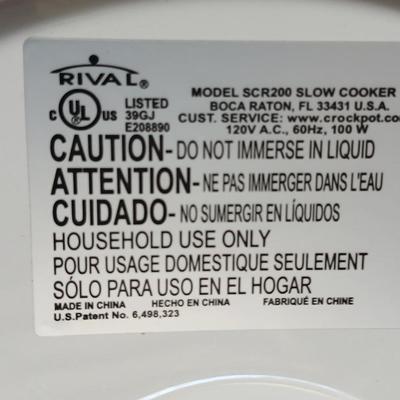 RIVAL®
C UL® US LISTED
39GJ
E208890
MODEL SCR200 SLOW COOKER
BOCA RATON, FL 33431 U.S.A.
CUST. SERVICE: www.crockpot.
120V A.C., 60Hz, 100 W
CAUTION- DO NOT IMMERSE IN LIQUID
ATTENTION- NE PAS IMMERGER DANS L'EAU
CUIDADO- NO SUMERGIR EN LÍQUIDOS
HOUSEHOLD USE ONLY
POUR USAGE DOMESTIQUE SEULEMENT
SÓLO PARA USO EN EL HOGAR
MADE IN CHINA HECHO EN CHINA FABRIQUÉ EN CHINE
U.S.Patent No. 6,498,323